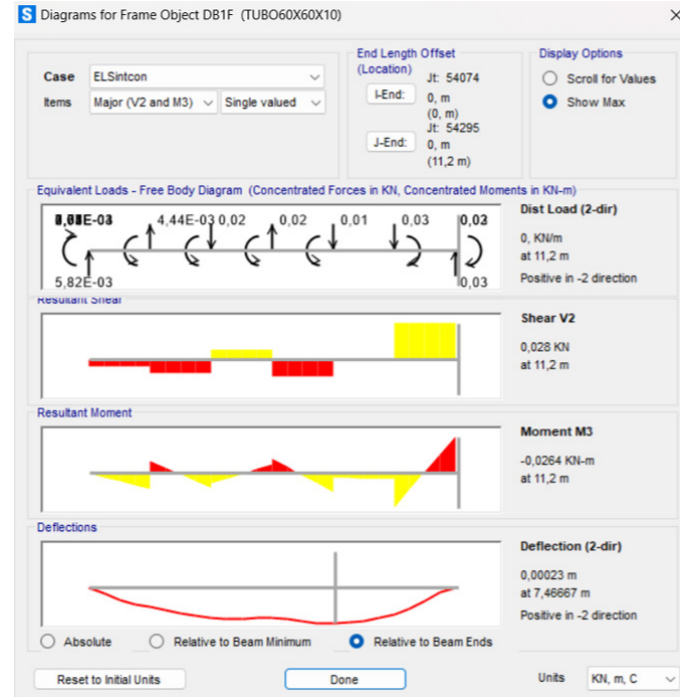 S Diagrams for Frame Object DB1F (TUBO60X60X10)
Case ELSintcon
Items Major (V2 and M3) Single valued
End Length Offset
(Location)
Jt: 54074
I-End: 0, m
(0, m)
Jt: 54295
J-End: 0, m
(11,2 m)
Display Options
Scroll for Values
Show Max
Equivalent Loads - Free Body Diagram (Concentrated Forces in KN, Concentrated Moments in KN-m)
4,44E-03 0,02 0,02 0,01 0,03 0,03
5,82E-03 0,03
Dist Load (2-dir)
0, KN/m
at 11,2 m
Positive in -2 direction
Resultant Shear
Shear V2
0,028 KN
at 11,2 m
Resultant Moment
Moment M3
-0,0264 KN-m
at 11,2 m
Deflections
Deflection (2-dir)
0,00023 m
at 7,46667 m
Positive in -2 direction
Absolute Relative to Beam Minimum Relative to Beam Ends
Reset to Initial Units Done Units KN, m, C